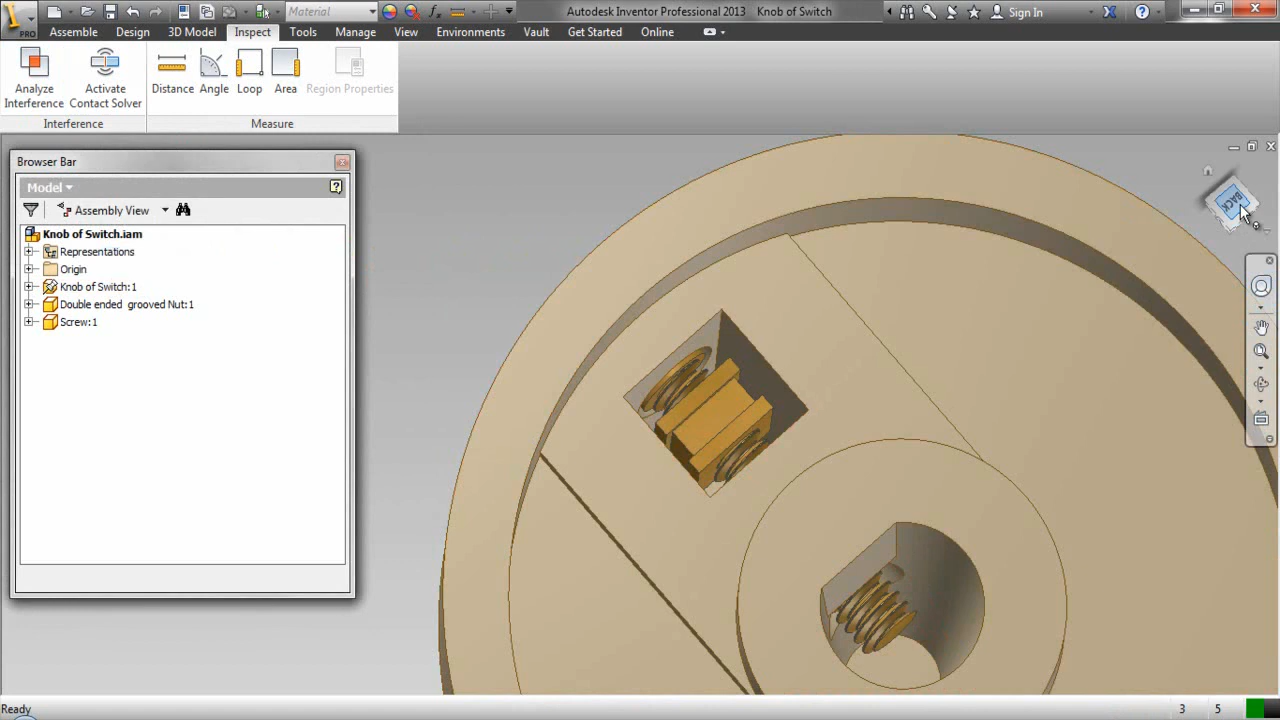 PRO
Material
Autodesk Inventor Professional 2013 Knob of Switch
Sign In
Assemble Design 3D Model Inspect Tools Manage View Environments Vault Get Started Online
Analyze Interference
Activate Contact Solver
Distance Angle Loop Area Region Properties
Interference Measure
Browser Bar
Model
Assembly View
Knob of Switch.iam
Representations
Origin
Knob of Switch:1
Double ended grooved Nut:1
Screw:1
BACK
Ready 3 5